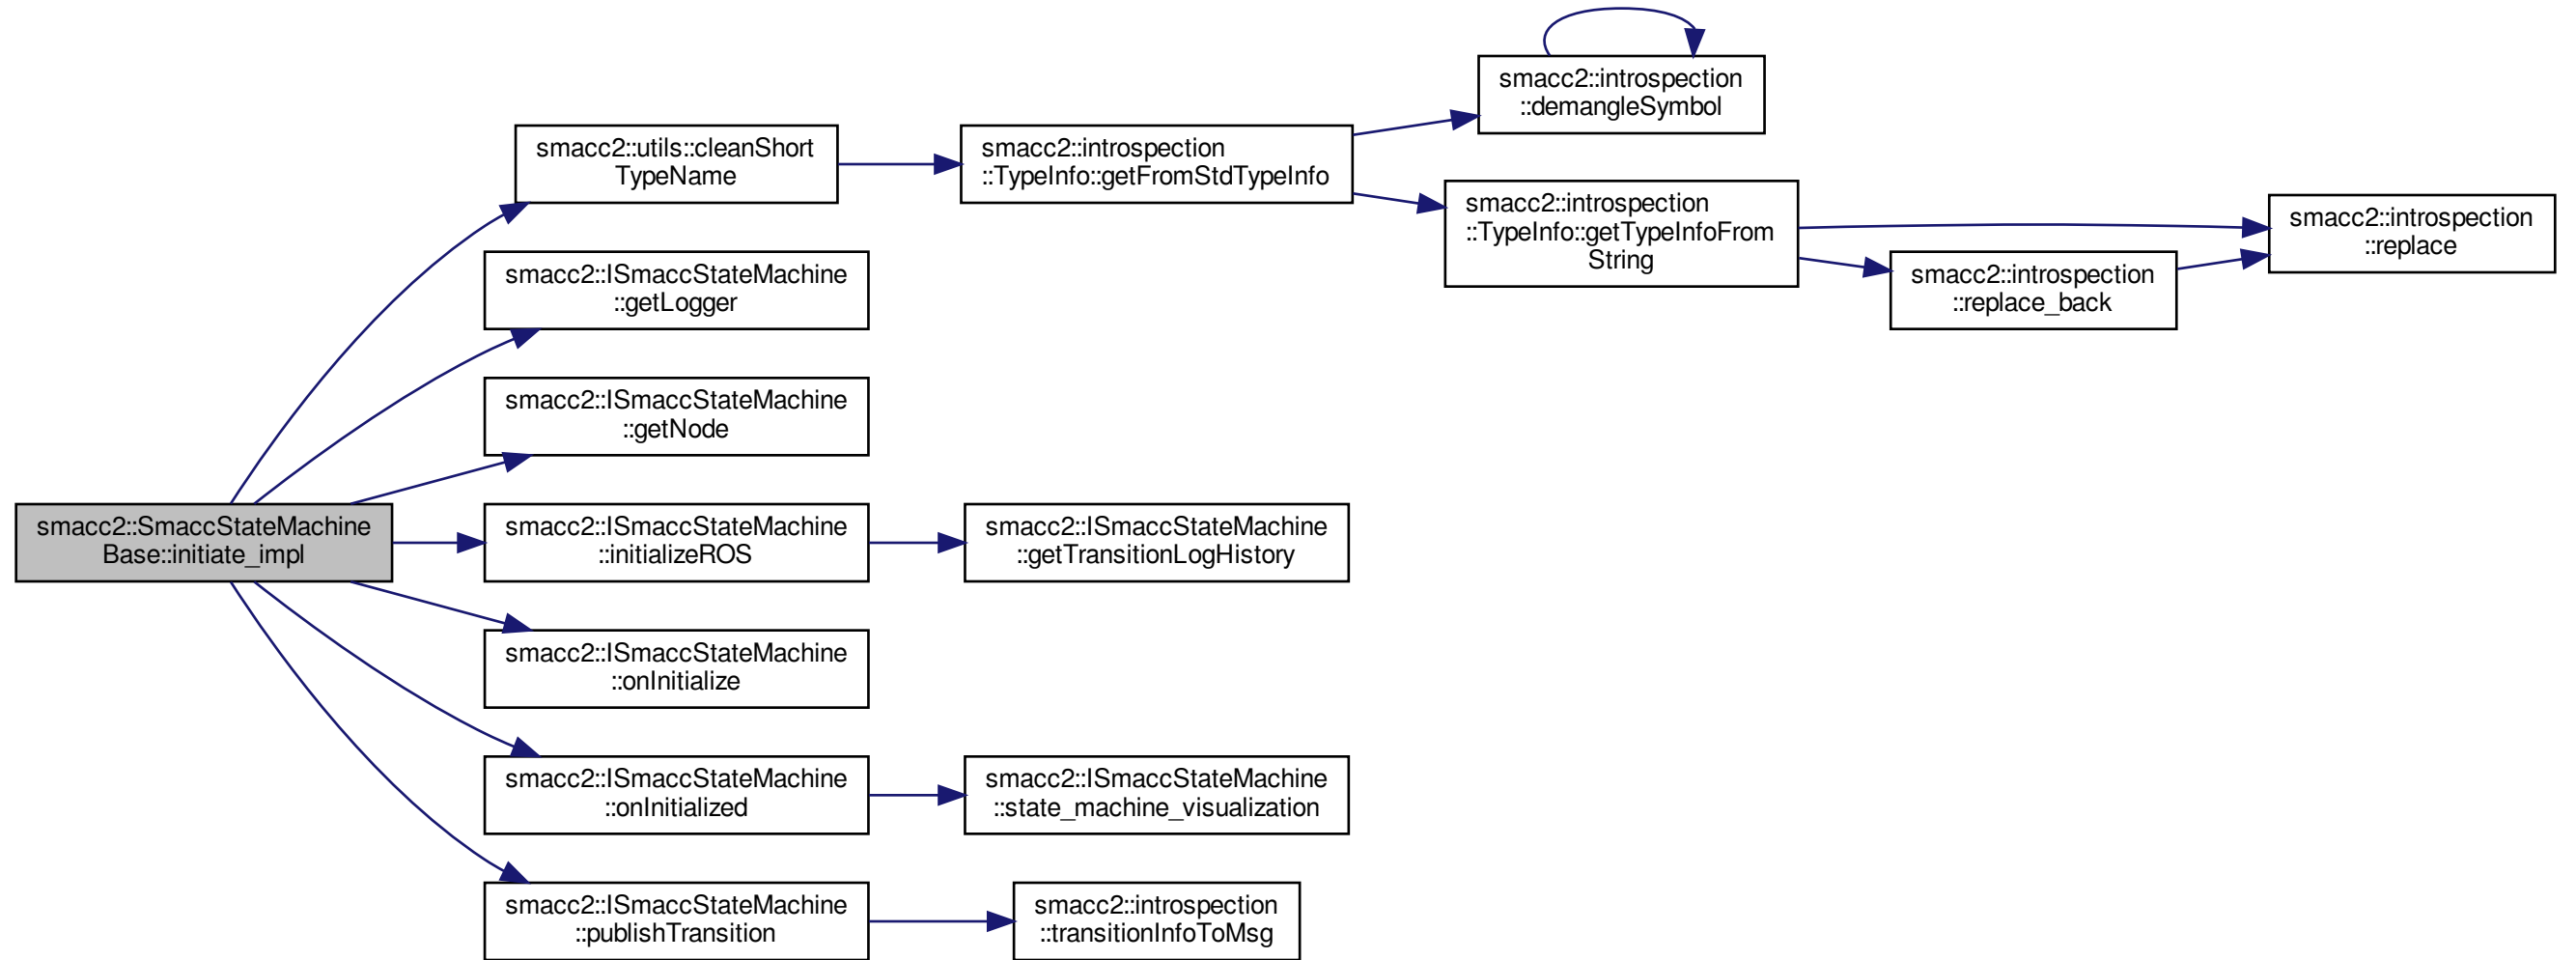 smacc2::introspection
::demangleSymbol
smacc2::utils::cleanShort
TypeName
smacc2::introspection
::TypeInfo::getFromStdTypeInfo
smacc2::introspection
::TypeInfo::getTypeInfoFrom
String
smacc2::introspection
::replace
smacc2::introspection
::replace_back
smacc2::ISmaccStateMachine
::getLogger
smacc2::ISmaccStateMachine
::getNode
smacc2::SmaccStateMachine
Base::initiate_impl
smacc2::ISmaccStateMachine
::initializeROS
smacc2::ISmaccStateMachine
::getTransitionLogHistory
smacc2::ISmaccStateMachine
::onInitialize
smacc2::ISmaccStateMachine
::onInitialized
smacc2::ISmaccStateMachine
::state_machine_visualization
smacc2::ISmaccStateMachine
::publishTransition
smacc2::introspection
::transitionInfoToMsg